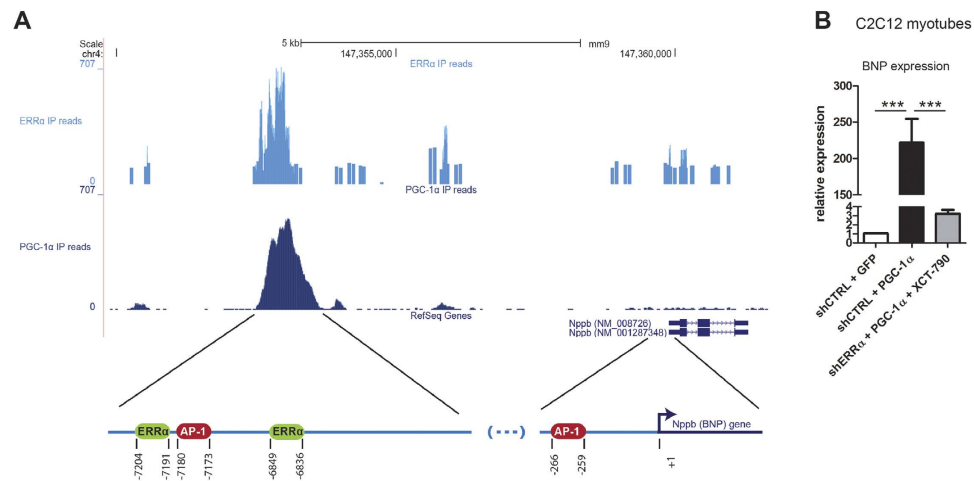 A
Scale
chr4:
5 kb
mm9
147,355,000
147,360,000
707
ERRα IP reads
ERRα IP reads
0
PGC-1α IP reads
707
PGC-1α IP reads
0
RefSeq Genes
Nppb (NM_008726)
Nppb (NM_001287348)
ERRα AP-1 ERRα (---) AP-1 Nppb (BNP) gene
-7204 -7191 -7180 -7173 -6849 -6836 -266 -259 +1
B C2C12 myotubes
BNP expression
*** ***
relative expression
300
250
200
150
4
3
2
1
0
shCTRL + GFP
shCTRL + PGC-1α
shERRα + PGC-1α + XCT-790